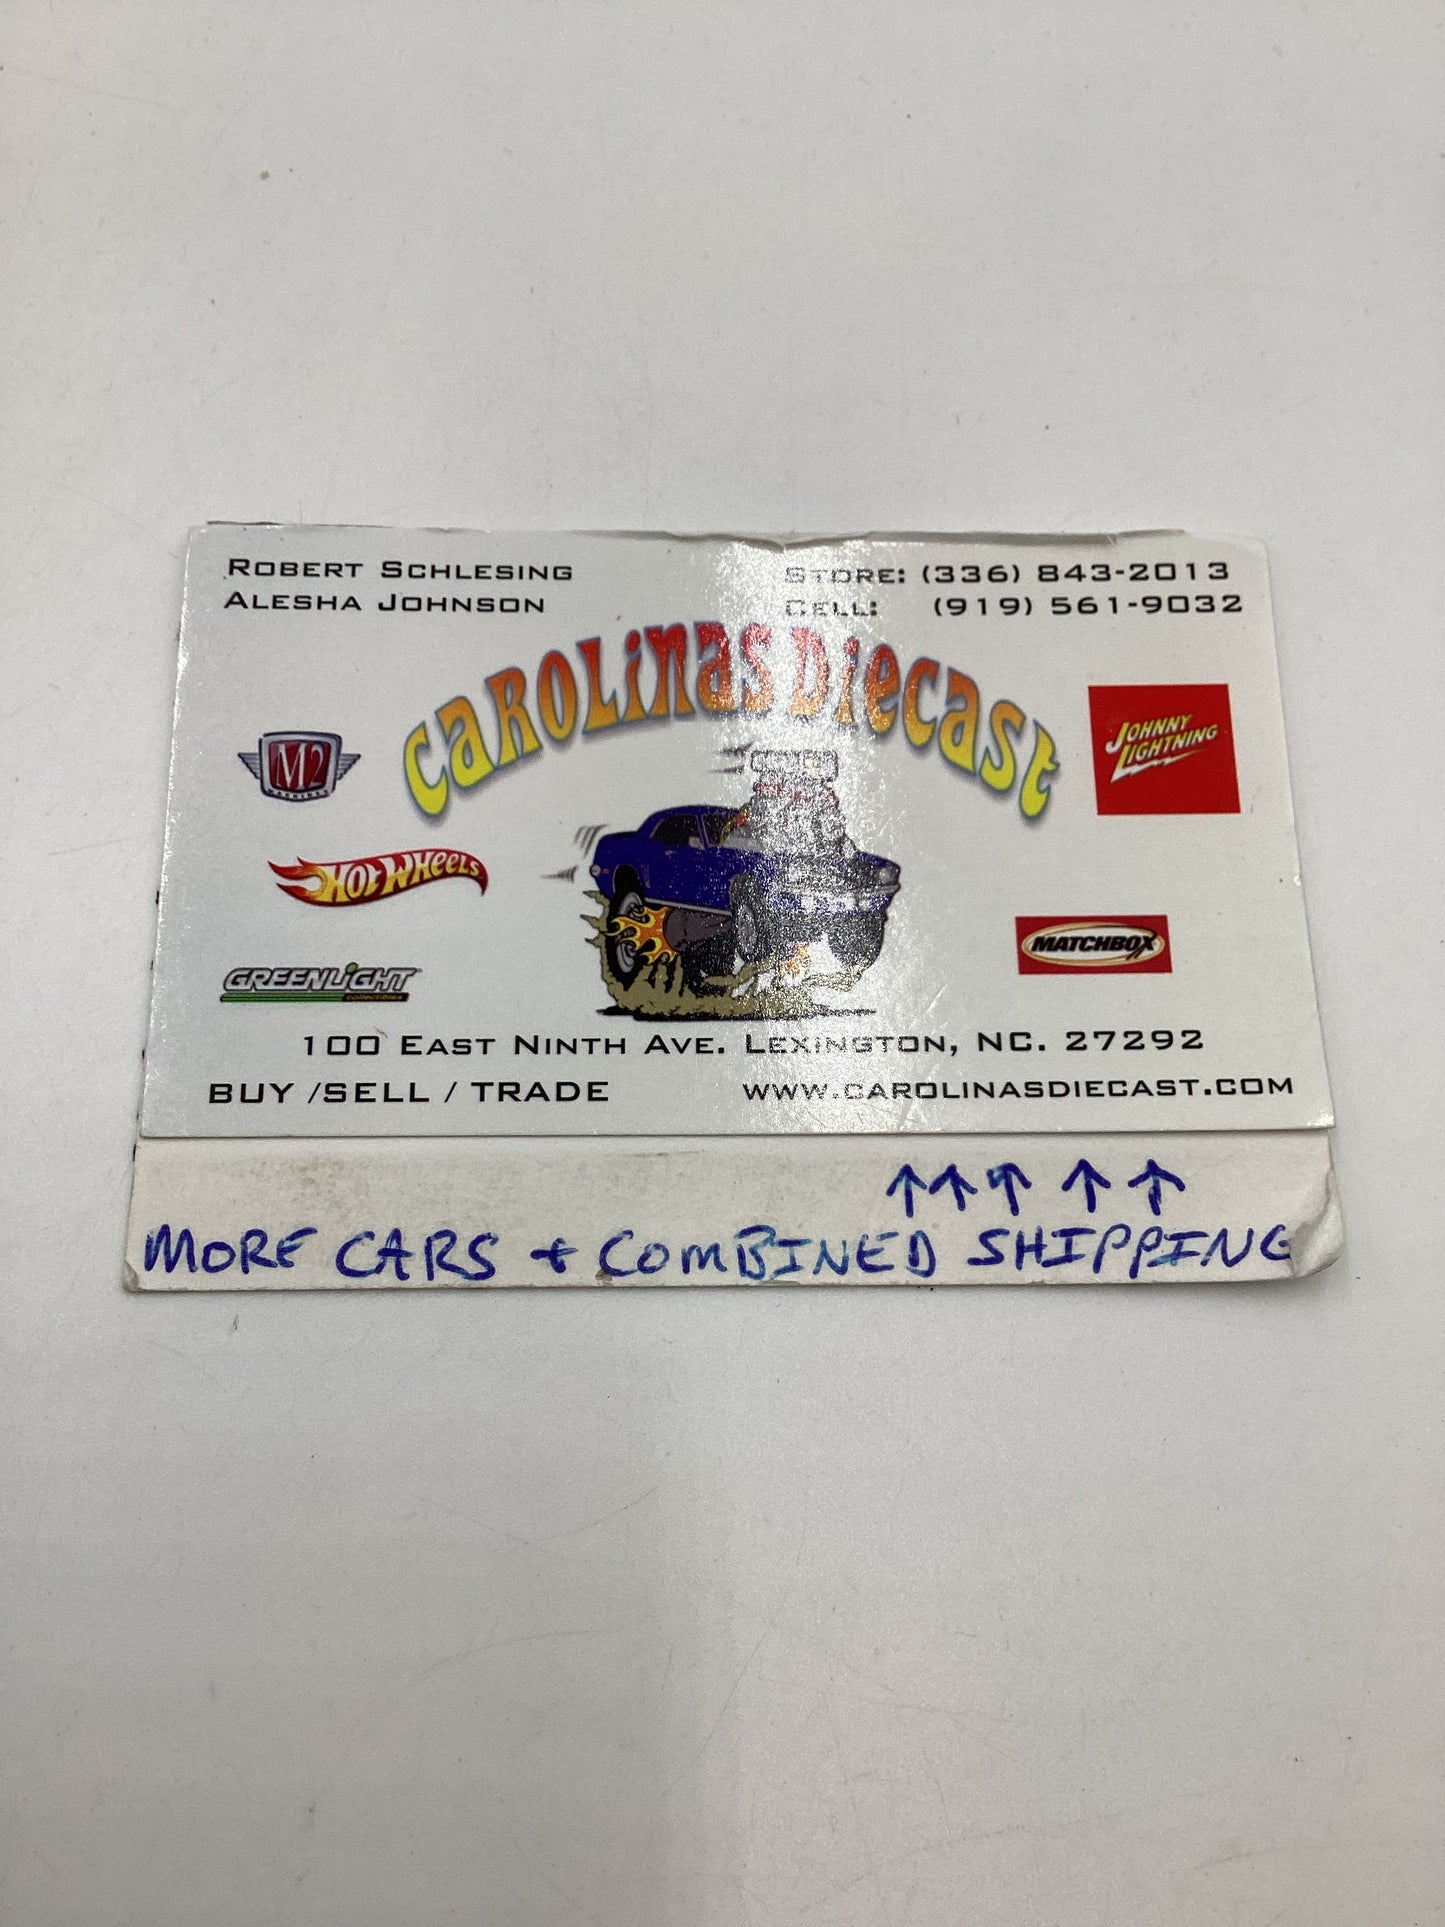 ROBERT SCHLESING
ALESHA JOHNSON
STORE: (336) 843-2013
CELL: (919) 561-9032
CAROLINAS DIECAST
M2
MACHINES
JOHNNY
LIGHTNING
HOT WHEELS
MATCHBOX
GREENLIGHT
collectibles
100 EAST NINTH AVE. LEXINGTON, NC. 27292
BUY /SELL / TRADE
WWW.CAROLINASDIECAST.COM
↑↑↑↑↑
MORE CARS + COMBINED SHIPPING